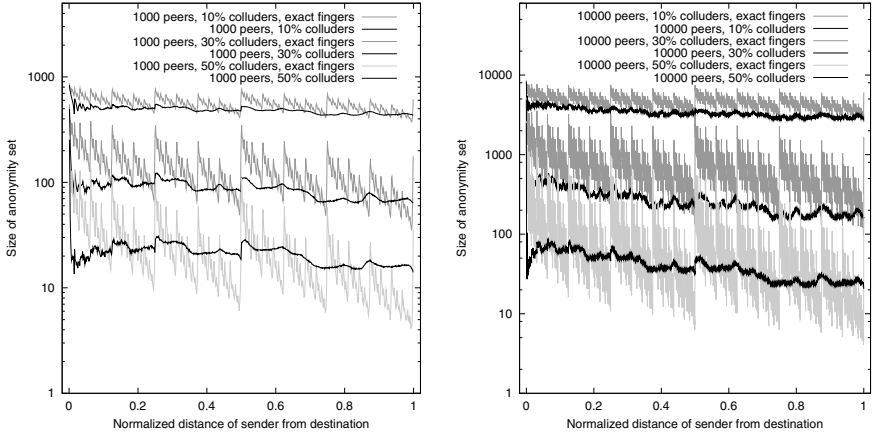 1000 peers, 10% colluders, exact fingers
1000 peers, 10% colluders
1000 peers, 30% colluders, exact fingers
1000 peers, 30% colluders
1000 peers, 50% colluders, exact fingers
1000 peers, 50% colluders
1000
100
10
1
Size of anonymity set
0
0.2
0.4
0.6
0.8
1
Normalized distance of sender from destination
10000 peers, 10% colluders, exact fingers
10000 peers, 10% colluders
10000 peers, 30% colluders, exact fingers
10000 peers, 30% colluders
10000 peers, 50% colluders, exact fingers
10000 peers, 50% colluders
10000
1000
100
10
1
Size of anonymity set
0
0.2
0.4
0.6
0.8
1
Normalized distance of sender from destination